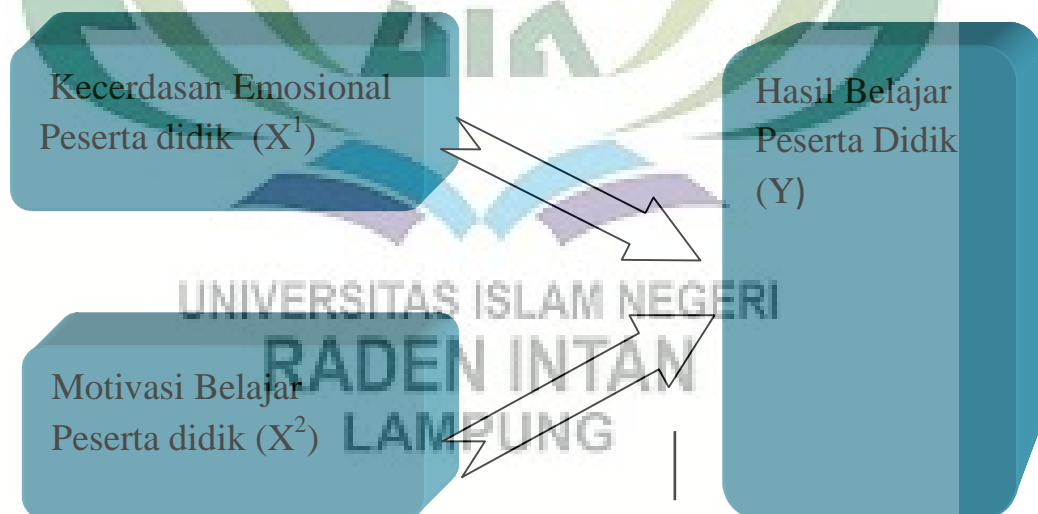 Kecerdasan Emosional
Peserta didik (X¹)
Hasil Belajar
Peserta Didik
(Y)
UNIVERSITAS ISLAM NEGERI
RADEN INTAN
LAMPUNG
Motivasi Belajar
Peserta didik (X²)